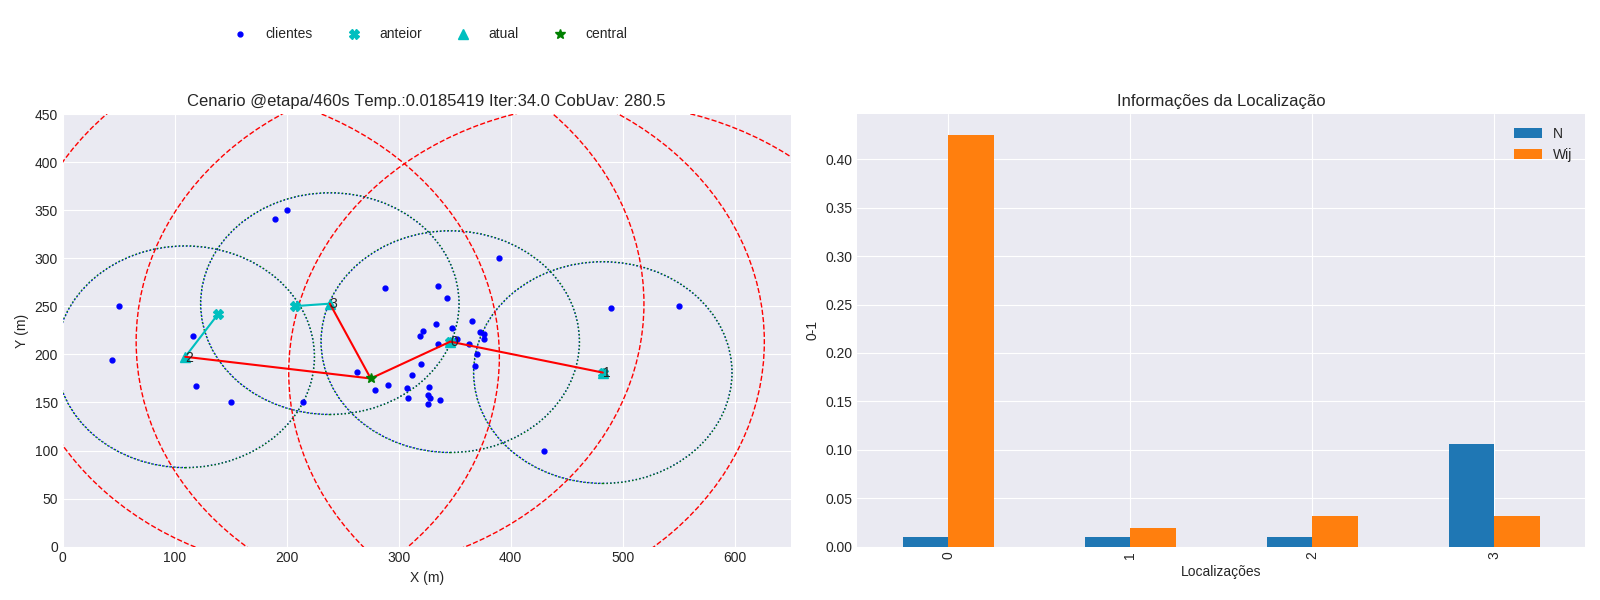 clientes anteior atual central
Cenario @etapa/460s Temp.:0.0185419 Iter:34.0 CobUav: 280.5
450
400
350
300
250
200
150
100
50
0
Y (m)
0 100 200 300 400 500 600
X (m)
3
2
0
1
Informações da Localização
N
Wij
0.40
0.35
0.30
0.25
0.20
0.15
0.10
0.05
0.00
0-1
0 1 2 3
Localizações